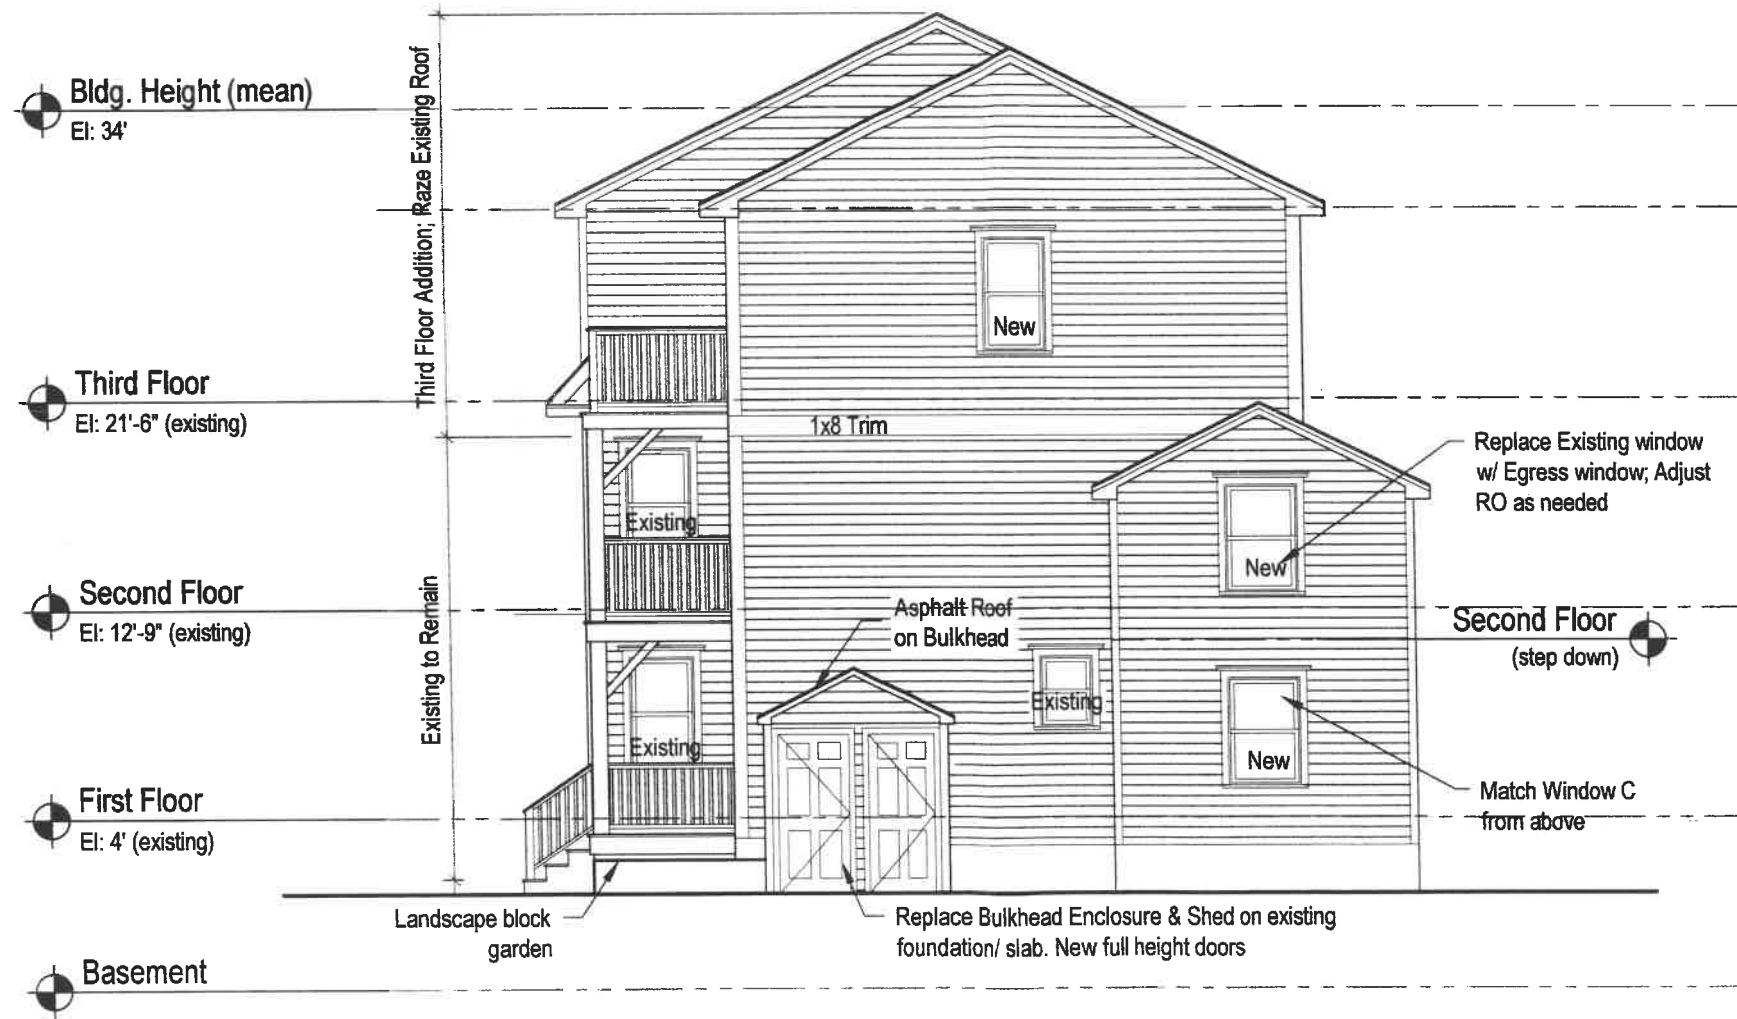 Bldg. Height (mean)
El: 34'
Third Floor Addition; Raze Existing Roof
New
Third Floor
El: 21'-6" (existing)
1x8 Trim
Replace Existing window
w/ Egress window; Adjust
RO as needed
Existing
New
Second Floor
El: 12'-9" (existing)
Existing to Remain
Asphalt Roof
on Bulkhead
Second Floor
(step down)
Existing
Existing
New
First Floor
El: 4' (existing)
Match Window C
from above
Landscape block
garden
Replace Bulkhead Enclosure & Shed on existing
foundation/ slab. New full height doors
Basement